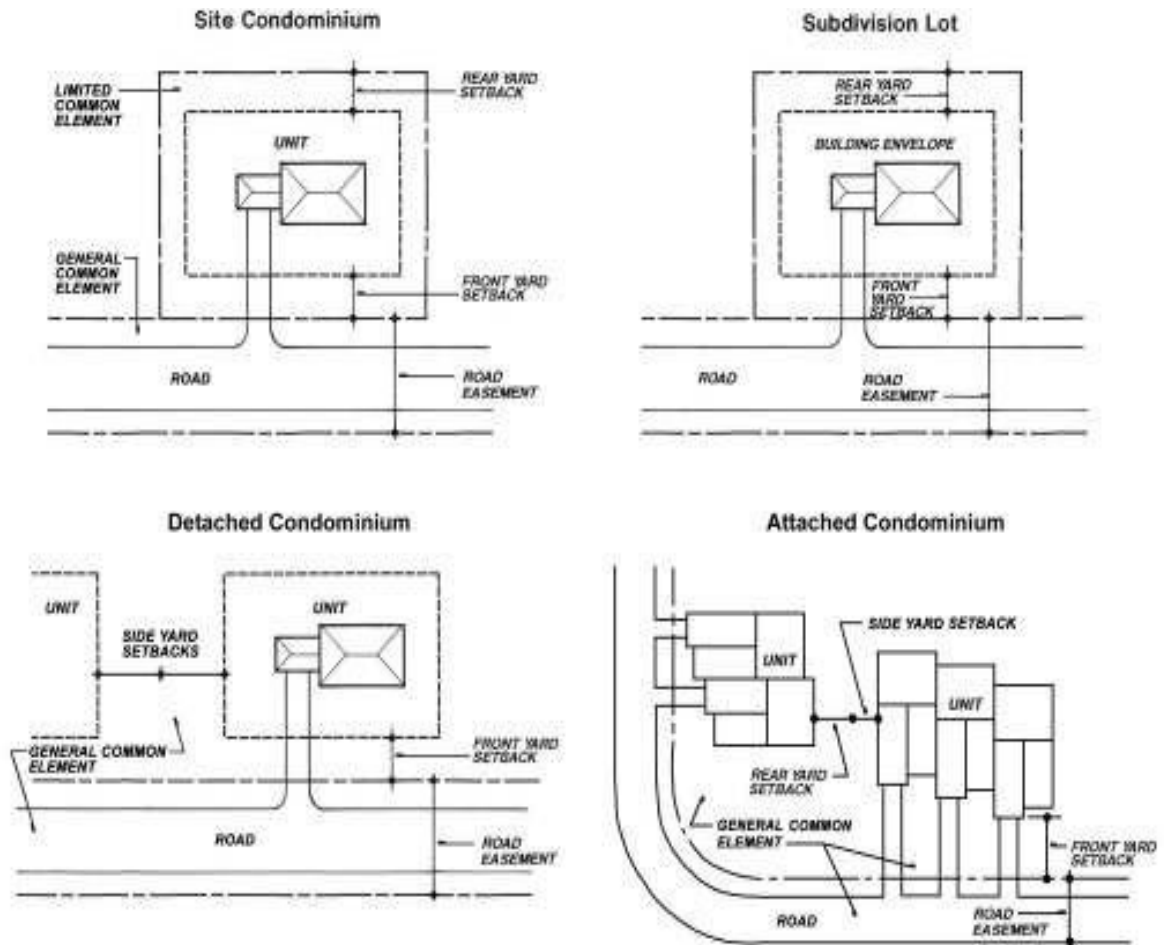 Site Condominium
LIMITED
COMMON
ELEMENT
REAR YARD
SETBACK
UNIT
GENERAL
COMMON
ELEMENT
FRONT YARD
SETBACK
ROAD
ROAD
EASEMENT
Subdivision Lot
REAR YARD
SETBACK
BUILDING ENVELOPE
FRONT
YARD
SETBACK
ROAD
ROAD
EASEMENT
Detached Condominium
UNIT
UNIT
SIDE YARD
SETBACKS
GENERAL COMMON
ELEMENT
FRONT YARD
SETBACK
ROAD
ROAD
EASEMENT
Attached Condominium
SIDE YARD SETBACK
UNIT
UNIT
REAR YARD
SETBACK
GENERAL COMMON
ELEMENT
FRONT YARD
SETBACK
ROAD
ROAD
EASEMENT